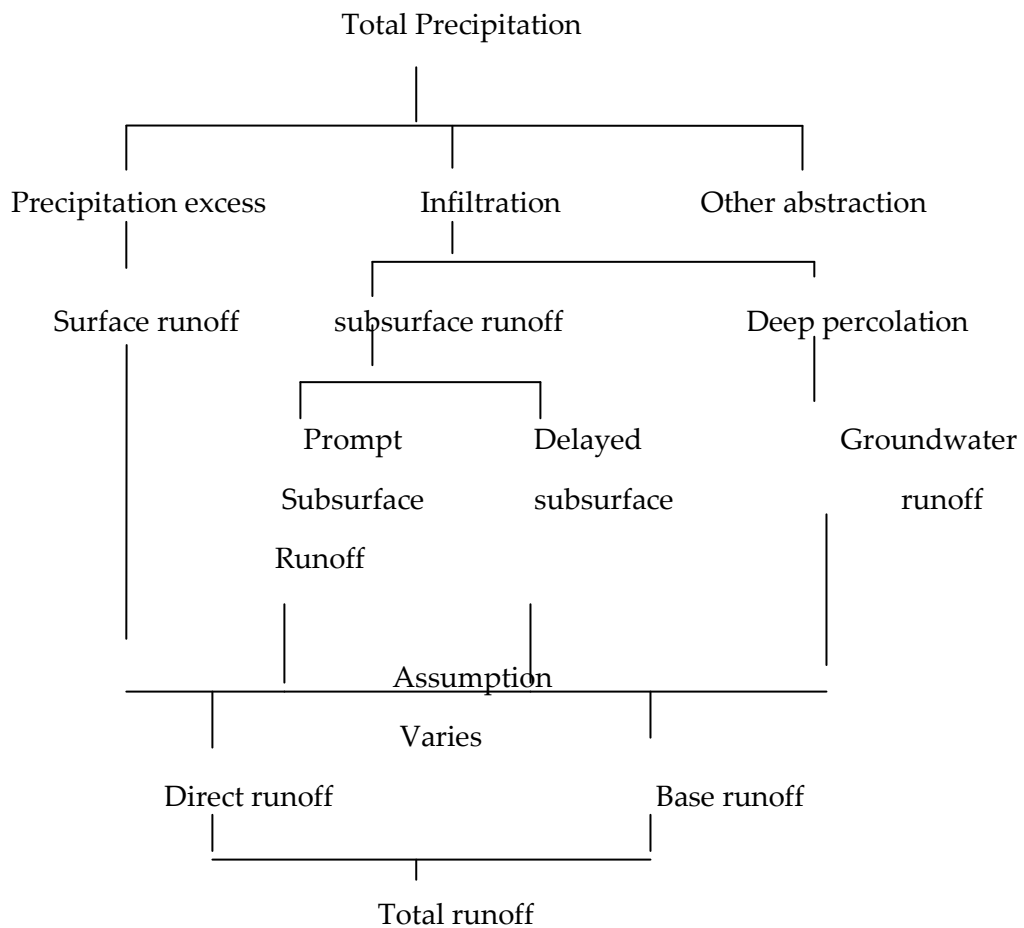 Total Precipitation
Precipitation excess Infiltration Other abstraction
Surface runoff subsurface runoff Deep percolation
Prompt Delayed Groundwater
Subsurface subsurface runoff
Runoff
Assumption
Varies
Direct runoff Base runoff
Total runoff